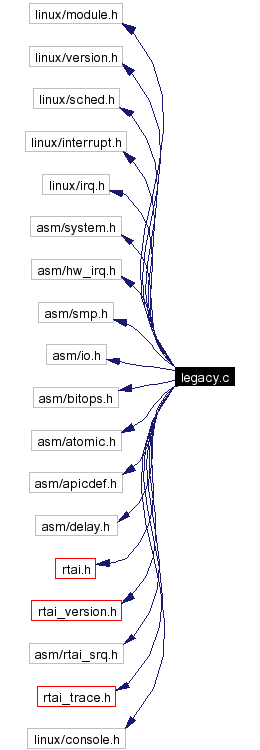 linux/module.h
linux/version.h
linux/sched.h
linux/interrupt.h
linux/irq.h
asm/system.h
asm/hw_irq.h
asm/smp.h
asm/io.h
legacy.c
asm/bitops.h
asm/atomic.h
asm/apicdef.h
asm/delay.h
rtai.h
rtai_version.h
asm/rtai_srq.h
rtai_trace.h
linux/console.h